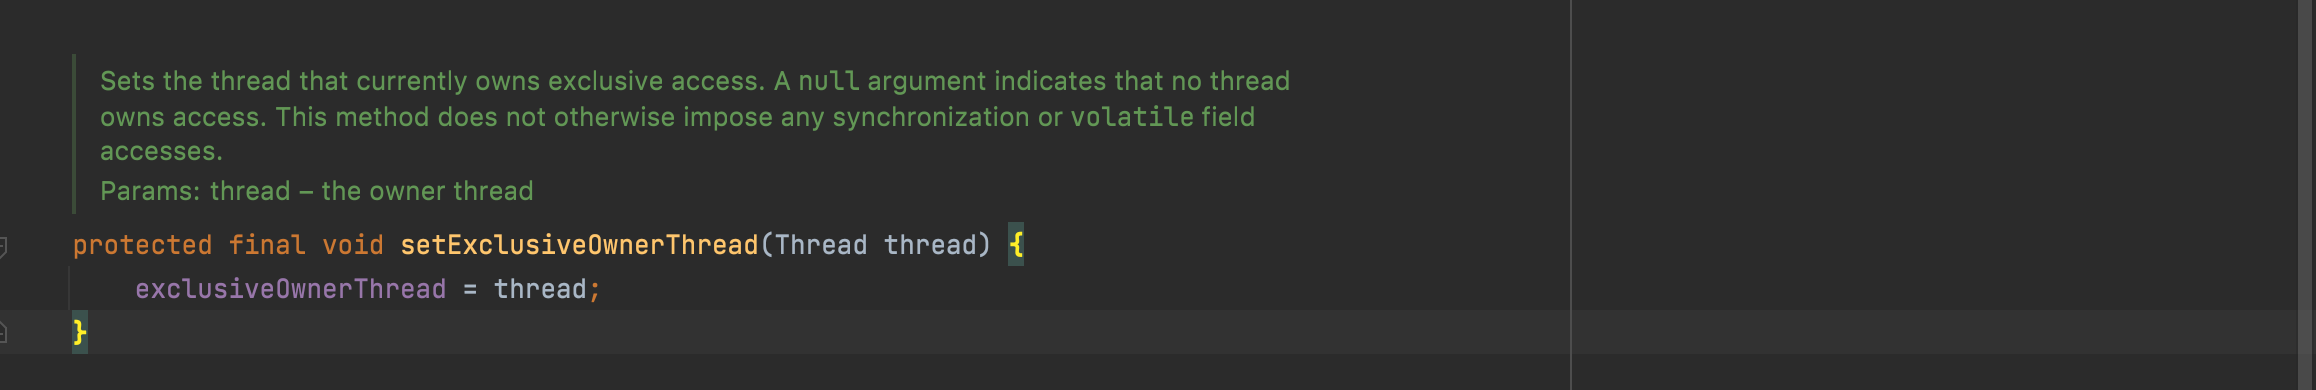 Sets the thread that currently owns exclusive access. A null argument indicates that no thread
owns access. This method does not otherwise impose any synchronization or volatile field
accesses.
Params: thread – the owner thread
protected final void setExclusiveOwnerThread(Thread thread) {
    exclusiveOwnerThread = thread;
}